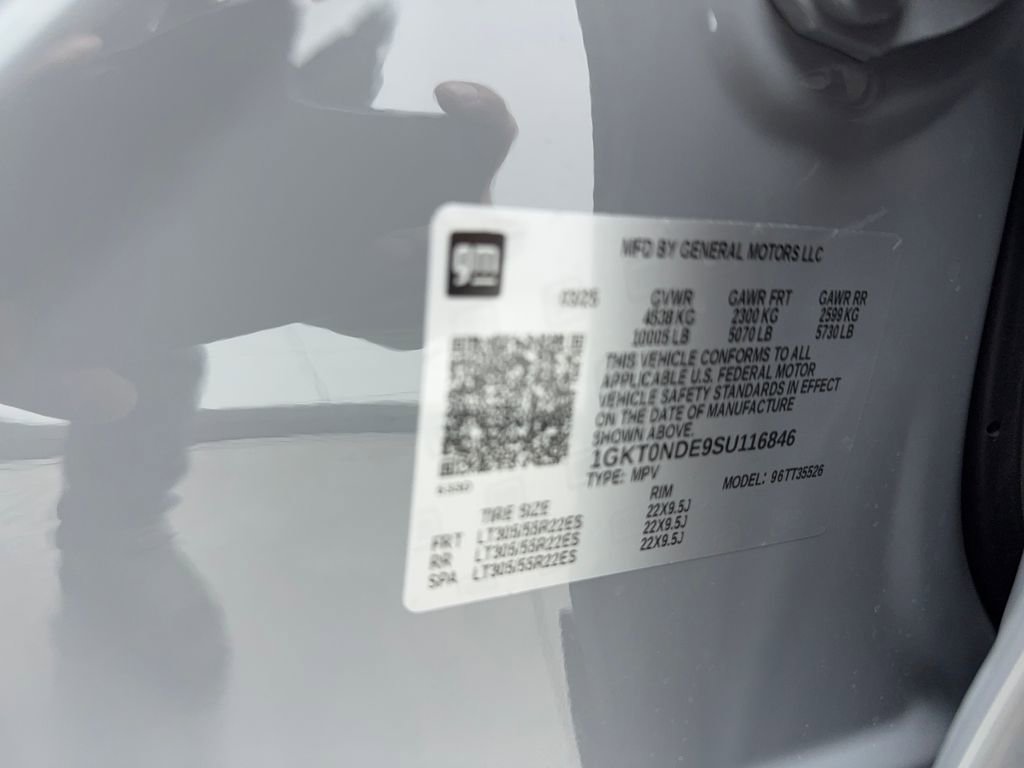 gm
MFD BY GENERAL MOTORS LLC
03/25 GVWR GAWR FRT GAWR RR
4538 KG 2300 KG 2599 KG
10005 LB 5070 LB 5730 LB
THIS VEHICLE CONFORMS TO ALL
APPLICABLE U.S. FEDERAL MOTOR
VEHICLE SAFETY STANDARDS IN EFFECT
ON THE DATE OF MANUFACTURE
SHOWN ABOVE.
1GKT0NDE9SU116846
TYPE: MPV MODEL: 96TT35526
TIRE SIZE RIM
FRT LT305/55R22ES 22X9.5J
RR LT305/55R22ES 22X9.5J
SPA LT305/55R22ES 22X9.5J